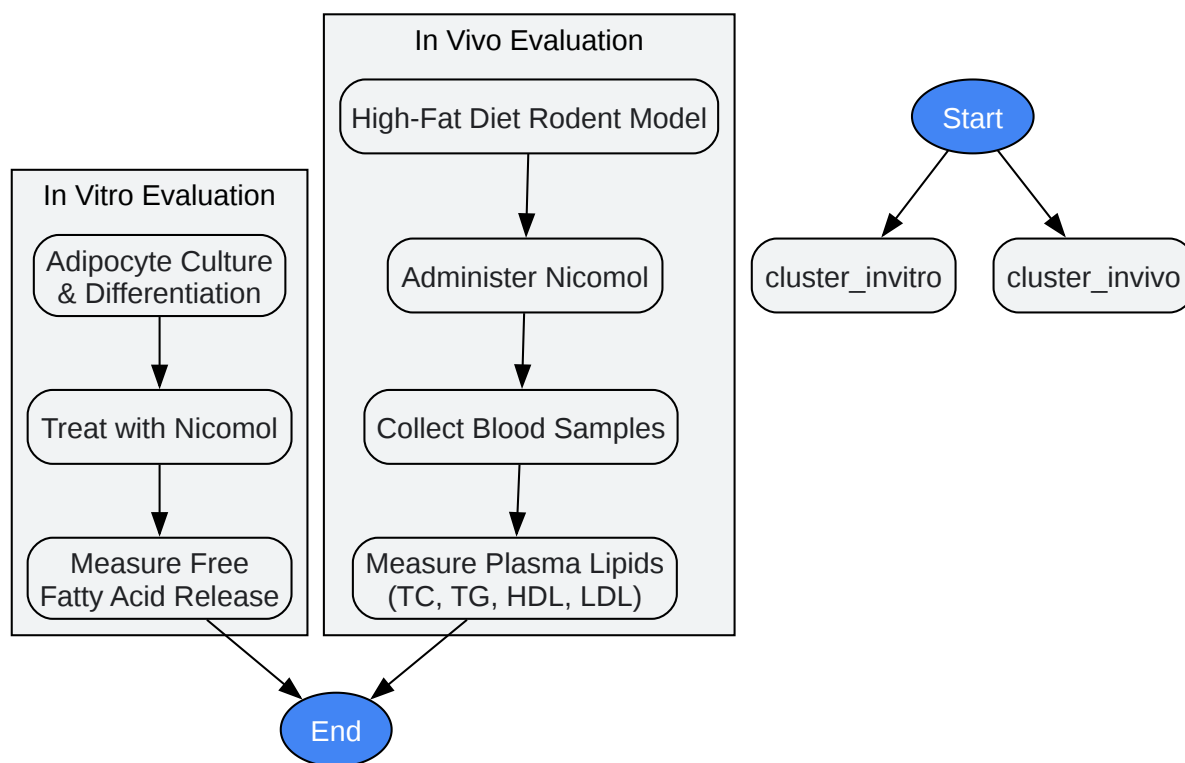 In Vivo Evaluation
High-Fat Diet Rodent Model
Administer Nicomol
Collect Blood Samples
Measure Plasma Lipids
(TC, TG, HDL, LDL)
In Vitro Evaluation
Adipocyte Culture
& Differentiation
Treat with Nicomol
Measure Free
Fatty Acid Release
End
Start
cluster_invitro
cluster_invivo